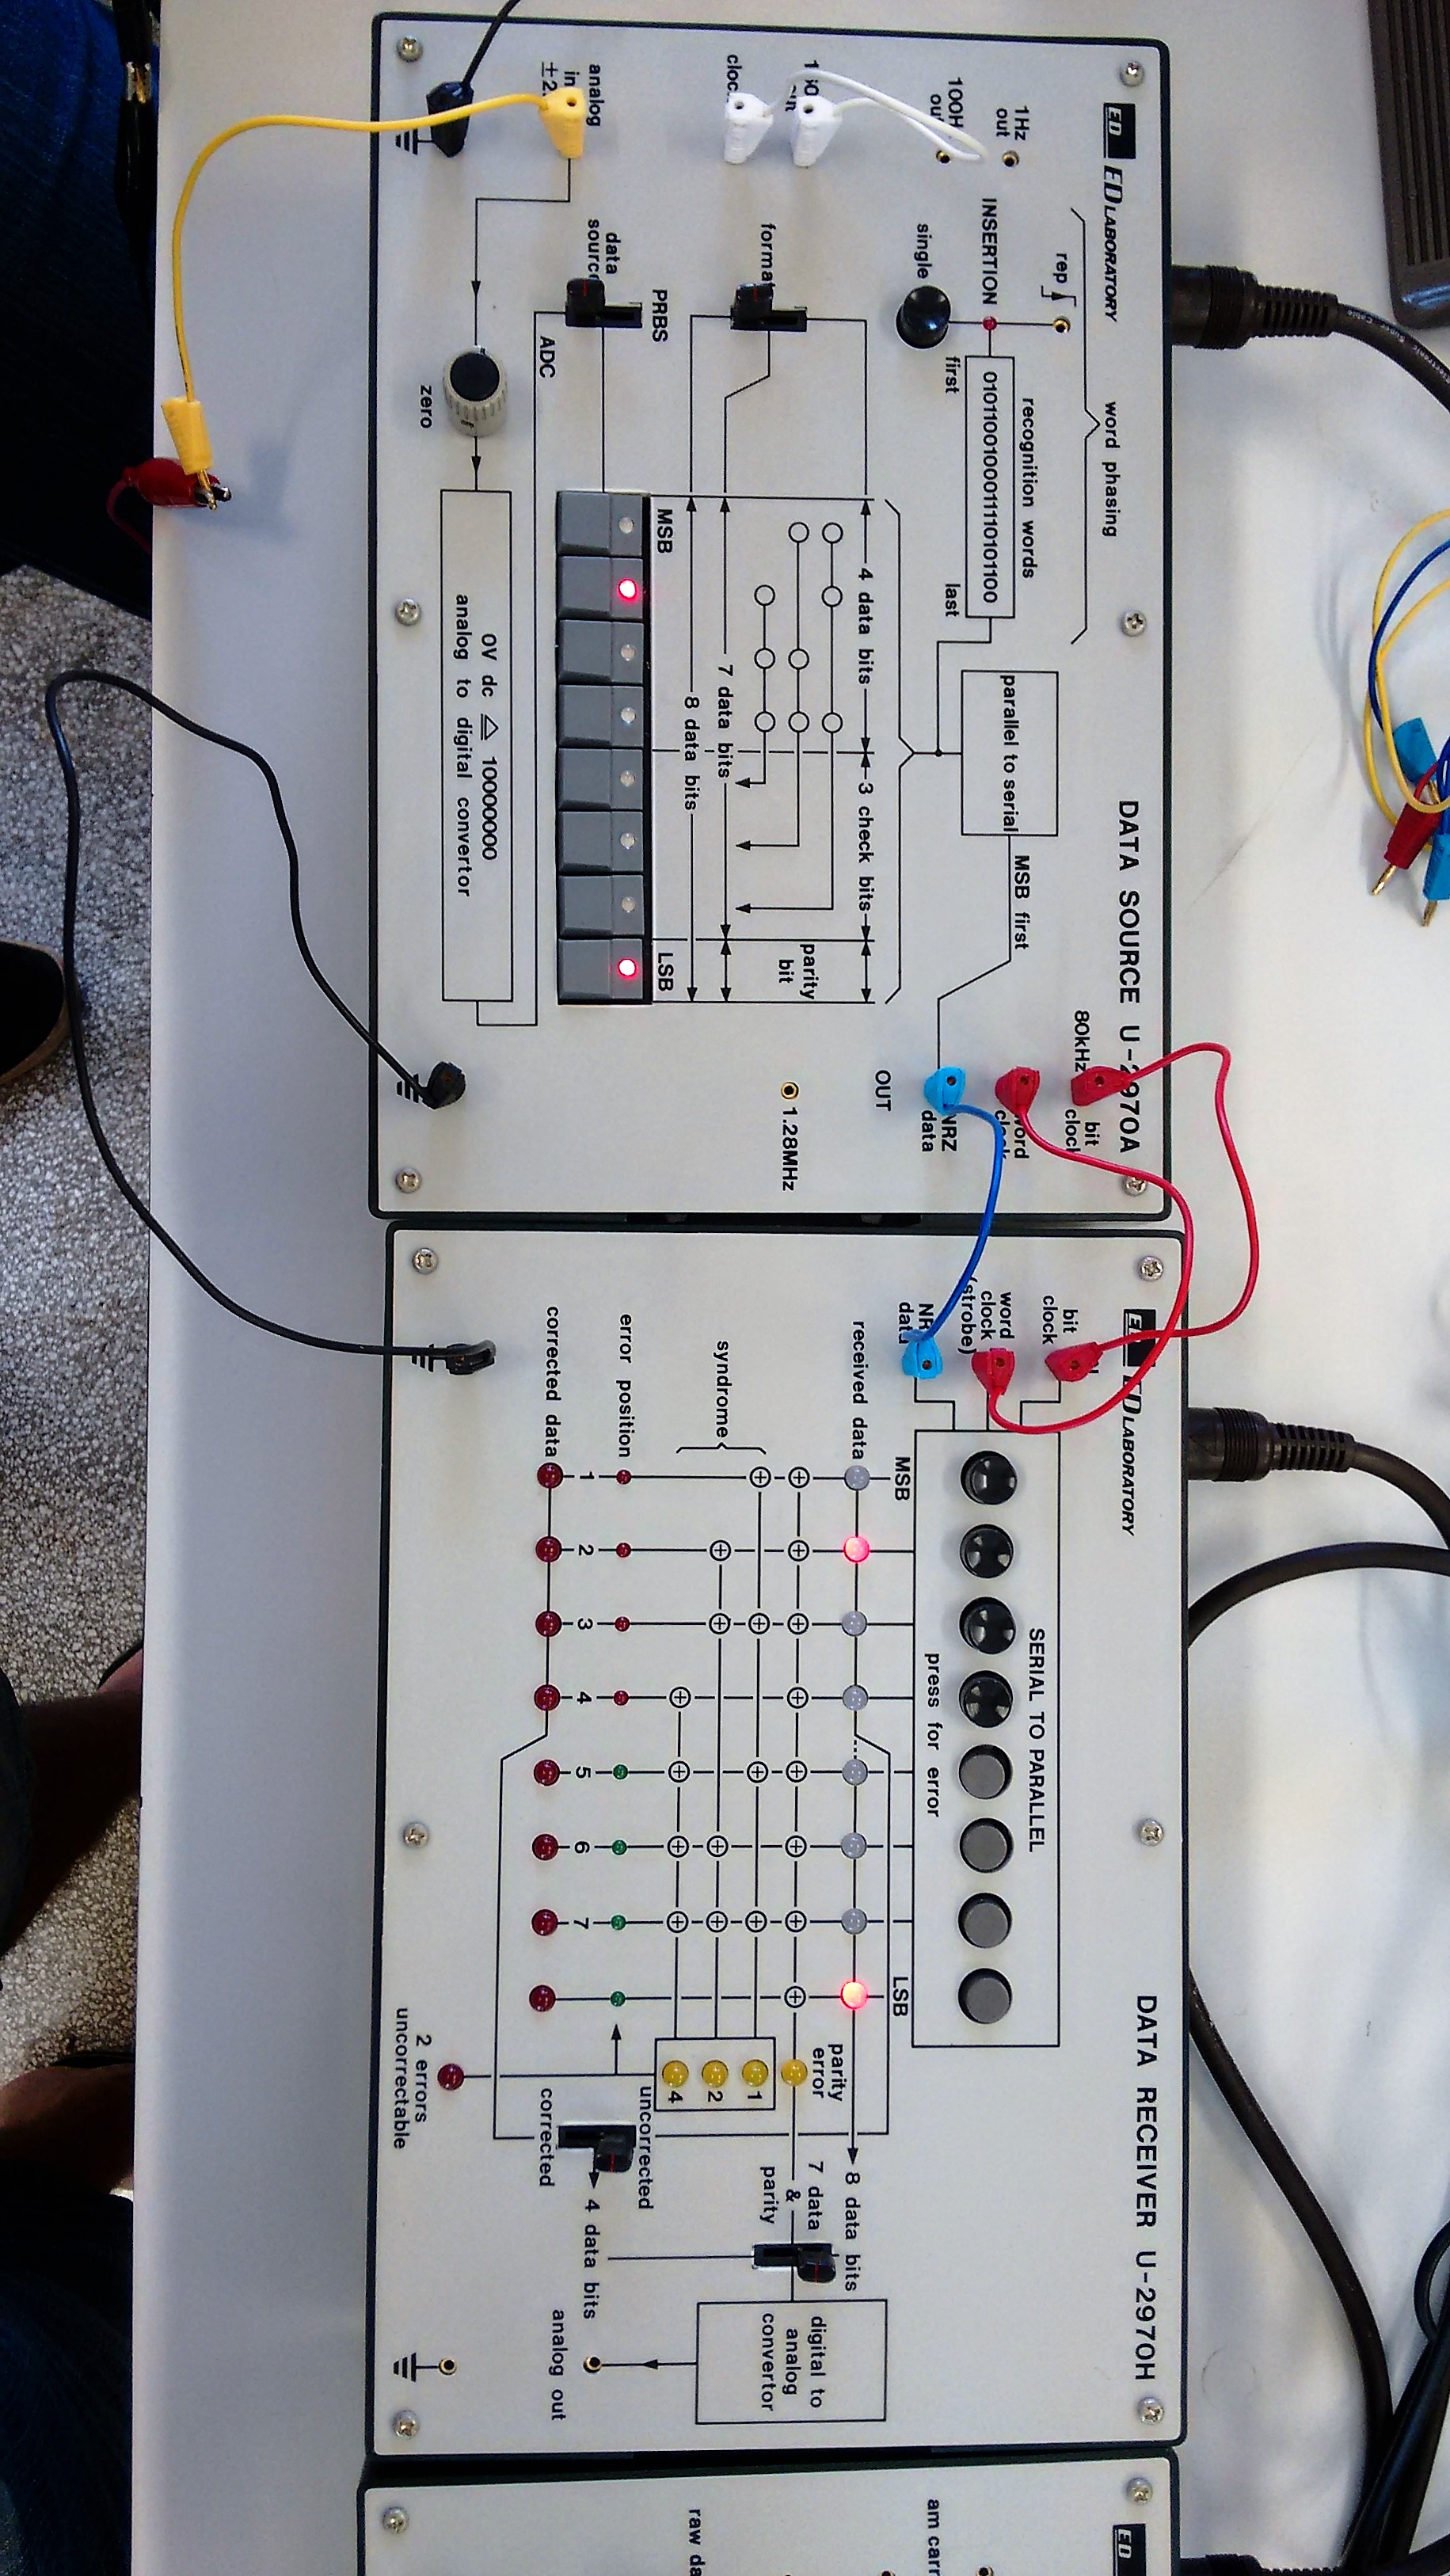 ED LABORATORY
DATA SOURCE U-2970A
1Hz
out
rep
word phasing
80kHz
bit
INSERTION
recognition words
0101100100011110101100
first
last
single
parallel to serial
MSB first
NRZ
data
OUT
4 data bits
3 check bits
parity
bit
7 data bits
8 data bits
1.28MHz
analog
in
data
PRBS
ADC
MSB
LSB
zero
0V dc ≙ 10000000
analog to digital convertor
ED LABORATORY
DATA RECEIVER U-2970H
bit
clock
word
clock
(strobe)
SERIAL TO PARALLEL
press for error
MSB
LSB
received data
syndrome
error position
corrected data
1
2
3
4
5
6
7
parity
error
1
2
4
8 data bits
7 data
&
parity
uncorrected
corrected
4 data bits
2 errors
uncorrectable
digital to
analog
convertor
analog out
ED
am carr
raw da